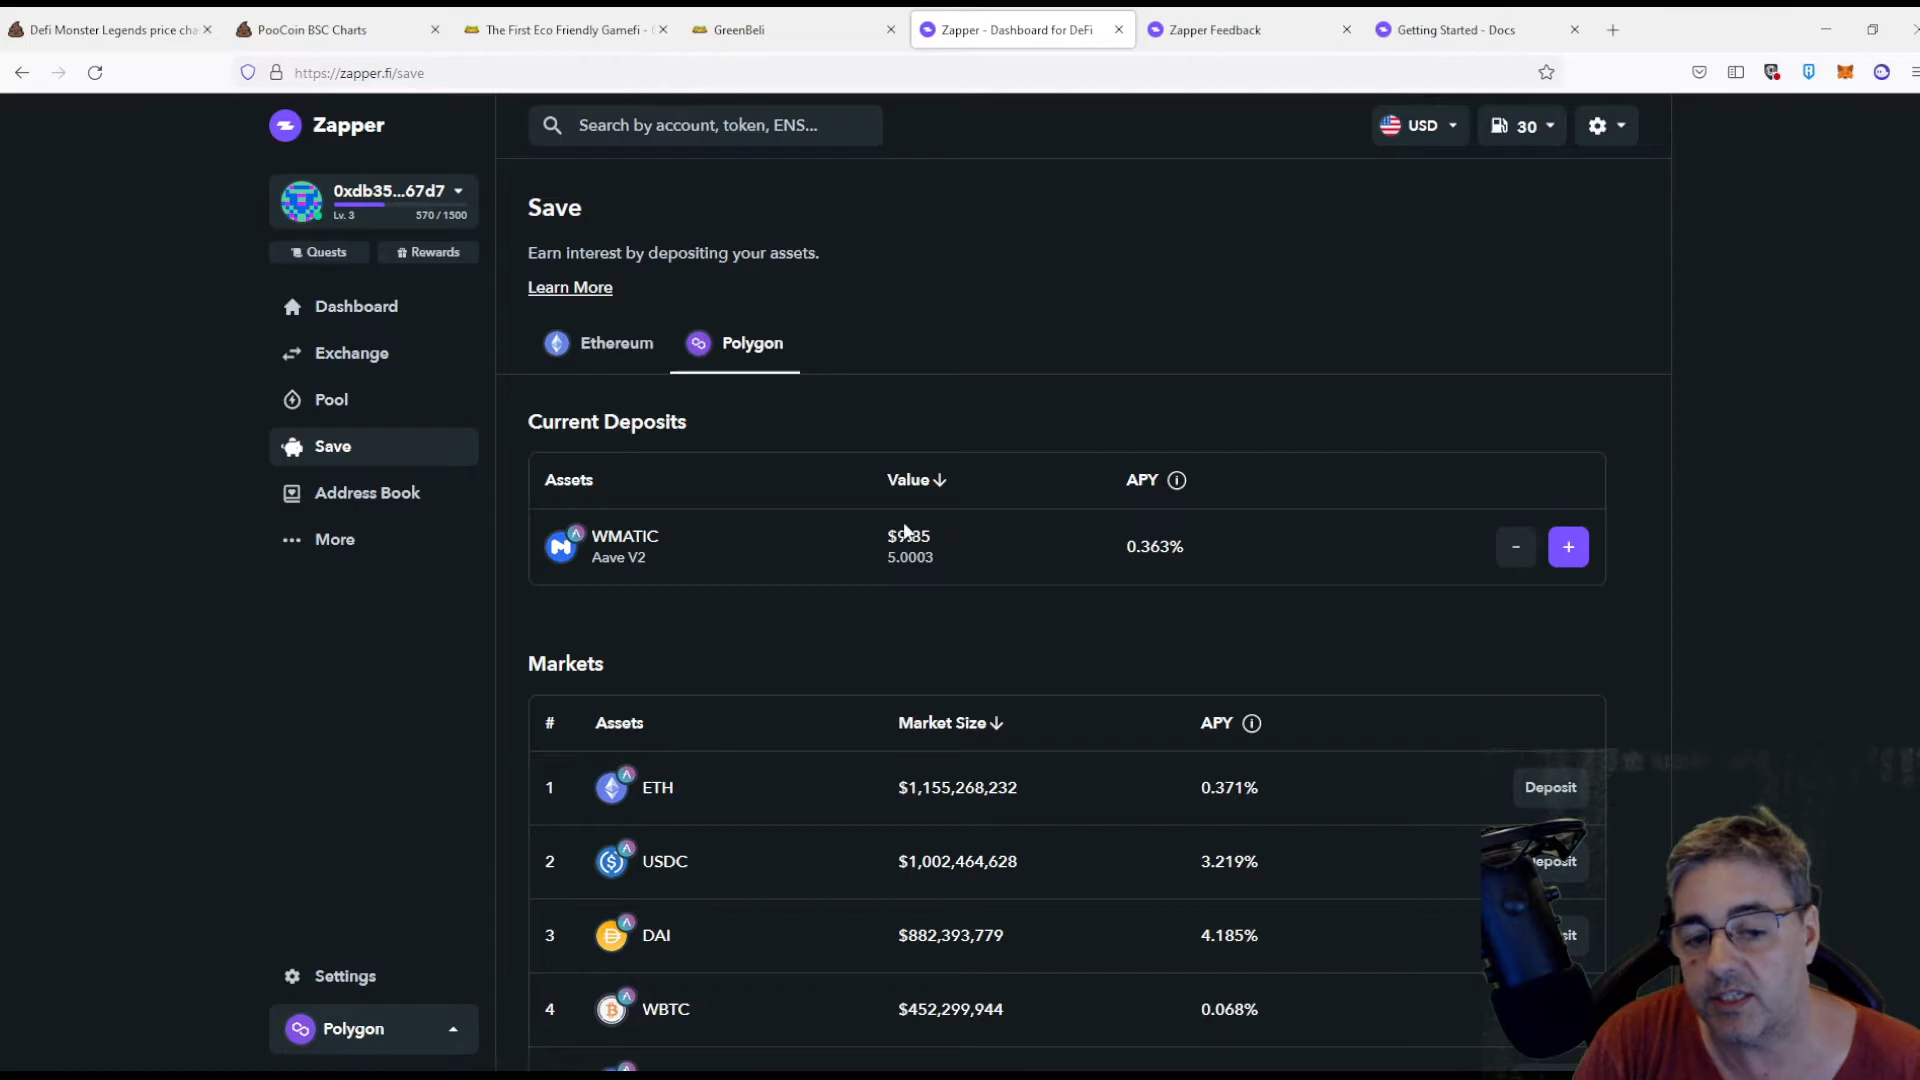 Defi Monster Legends price cha
PooCoin BSC Charts
The First Eco Friendly Gamefi -
GreenBeli
Zapper - Dashboard for DeFi
Zapper Feedback
Getting Started - Docs
https://zapper.fi/save
Zapper
Search by account, token, ENS...
USD
30
0xdb35...67d7
Lv. 3
570 / 1500
Quests
Rewards
Dashboard
Exchange
Pool
Save
Address Book
More
Settings
Polygon
Save
Earn interest by depositing your assets.
Learn More
Ethereum
Polygon
Current Deposits
Assets
Value
APY
WMATIC
Aave V2
$9.35
5.0003
0.363%
-
+
Markets
#
Assets
Market Size
APY
1
ETH
$1,155,268,232
0.371%
Deposit
2
USDC
$1,002,464,628
3.219%
3
DAI
$882,393,779
4.185%
4
WBTC
$452,299,944
0.068%